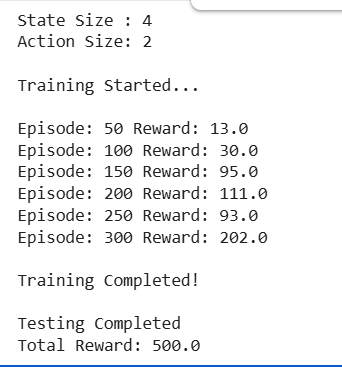 State Size : 4
Action Size: 2
Training Started...
Episode: 50 Reward: 13.0
Episode: 100 Reward: 30.0
Episode: 150 Reward: 95.0
Episode: 200 Reward: 111.0
Episode: 250 Reward: 93.0
Episode: 300 Reward: 202.0
Training Completed!
Testing Completed
Total Reward: 500.0